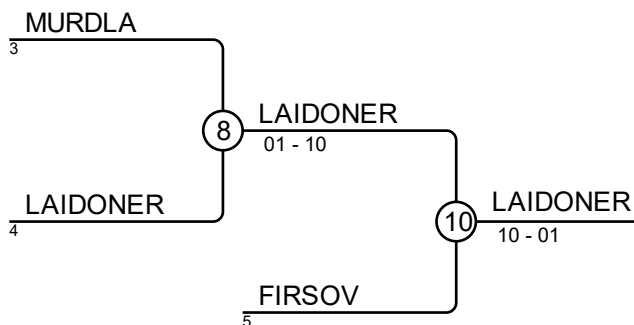 MURDLA
3
8
LAIDONER
01 - 10
LAIDONER
4
10
LAIDONER
10 - 01
FIRSOV
5